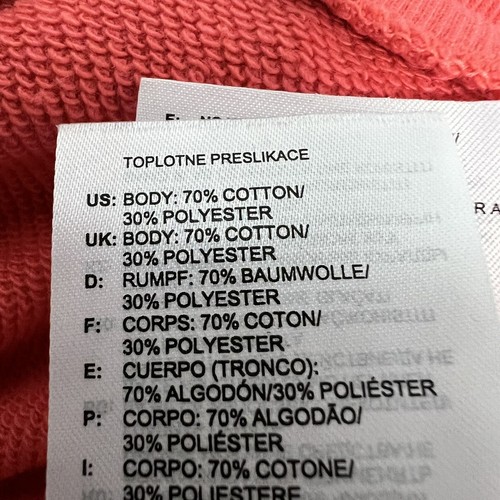 TOPLOTNE PRESLIKACE
US: BODY: 70% COTTON/
30% POLYESTER
UK: BODY: 70% COTTON/
30% POLYESTER
D: RUMPF: 70% BAUMWOLLE/
30% POLYESTER
F: CORPS: 70% COTON/
30% POLYESTER
E: CUERPO (TRONCO):
70% ALGODÓN/30% POLIÉSTER
P: CORPO: 70% ALGODÃO/
30% POLIÉSTER
I: CORPO: 70% COTONE/
30% POLIESTERE